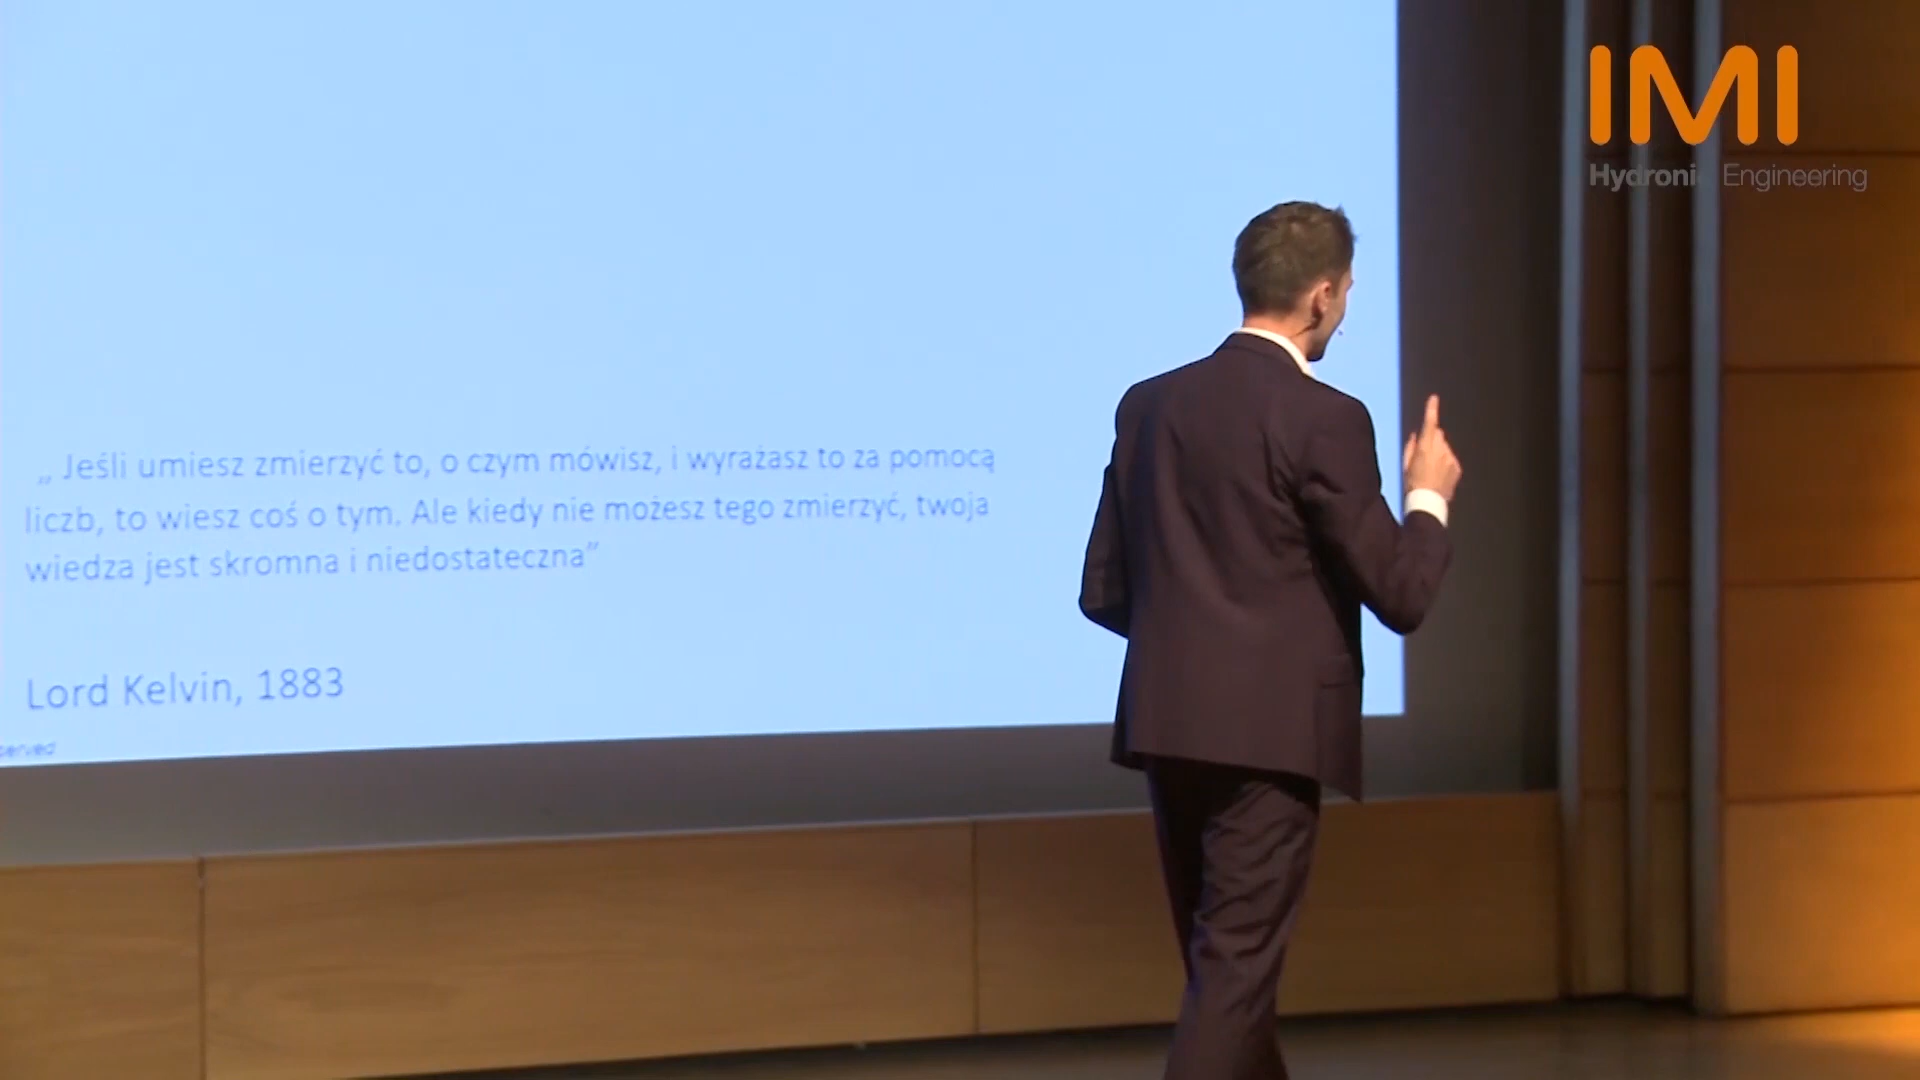 IMI
Hydronic Engineering
„ Jeśli umiesz zmierzyć to, o czym mówisz, i wyrażasz to za pomocą
liczb, to wiesz coś o tym. Ale kiedy nie możesz tego zmierzyć, twoja
wiedza jest skromna i niedostateczna”
Lord Kelvin, 1883